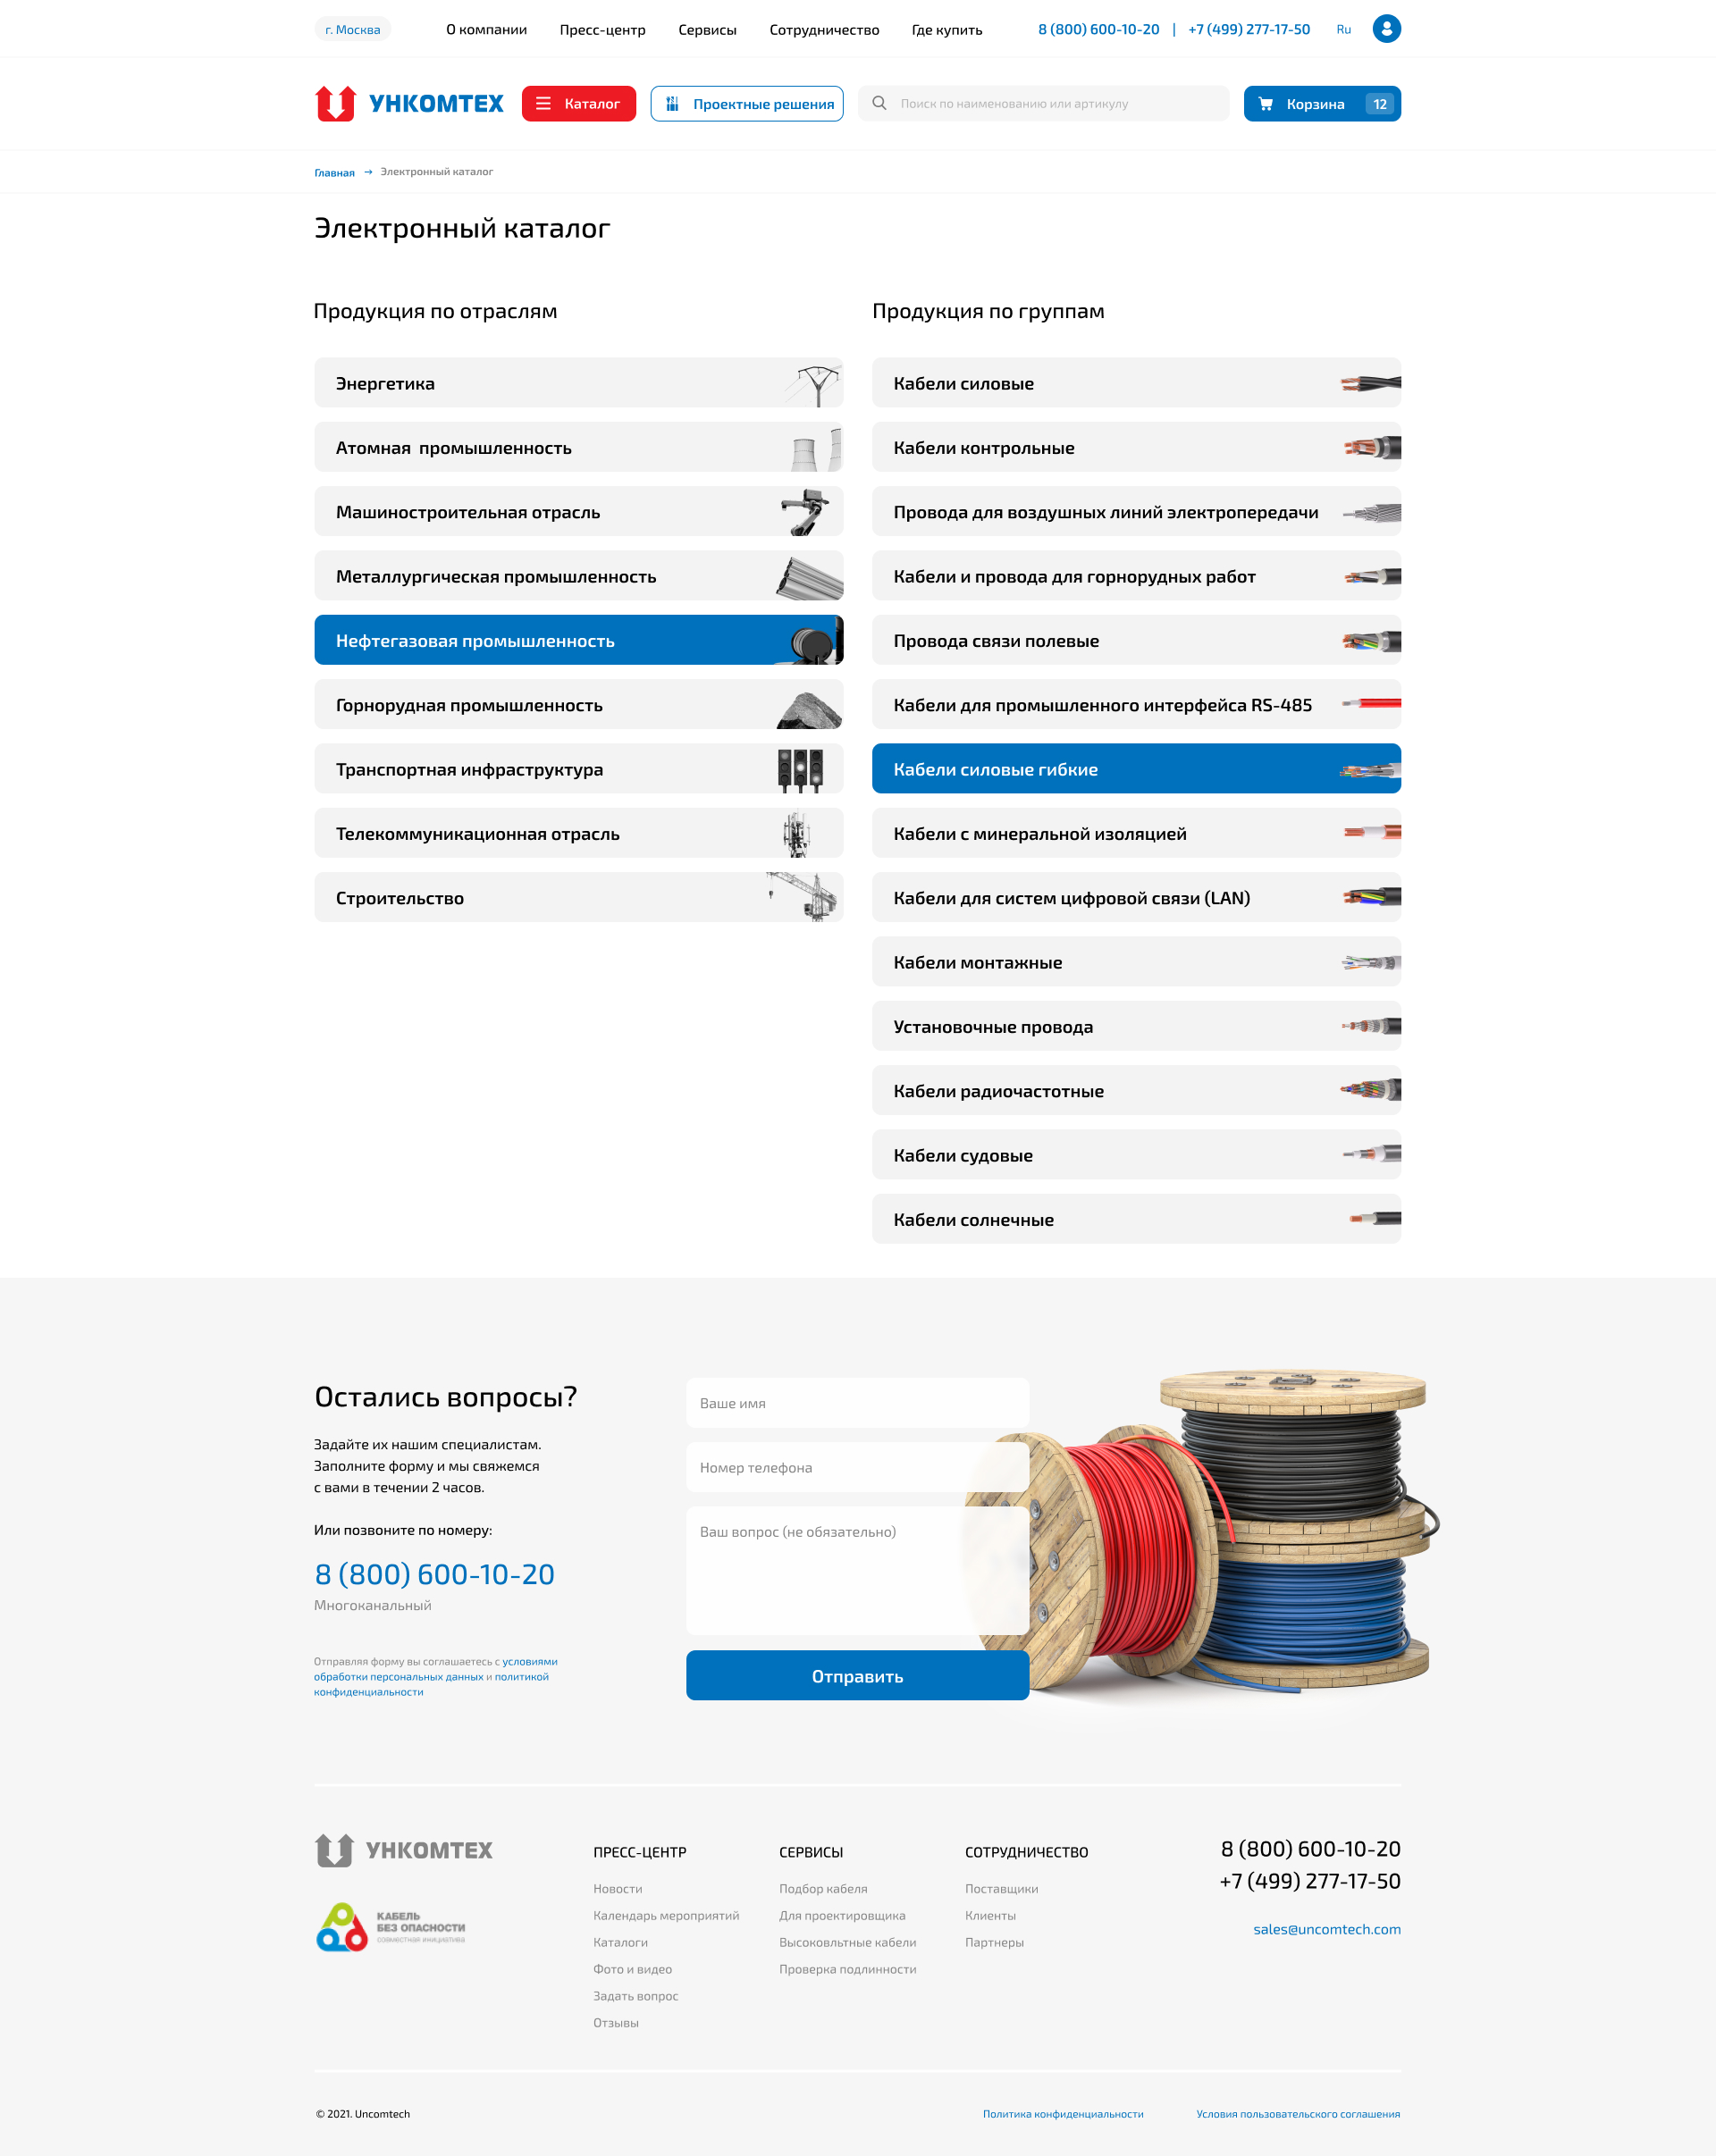 г. Москва
О компании
Пресс-центр
Сервисы
Сотрудничество
Где купить
8 (800) 600-10-20 | +7 (499) 277-17-50
Ru
УНКОМТЕХ
Каталог
Проектные решения
Поиск по наименованию или артикулу
Корзина
12
Главная → Электронный каталог
Электронный каталог
Продукция по отраслям
Энергетика
Атомная промышленность
Машиностроительная отрасль
Металлургическая промышленность
Нефтегазовая промышленность
Горнорудная промышленность
Транспортная инфраструктура
Телекоммуникационная отрасль
Строительство
Продукция по группам
Кабели силовые
Кабели контрольные
Провода для воздушных линий электропередачи
Кабели и провода для горнорудных работ
Провода связи полевые
Кабели для промышленного интерфейса RS-485
Кабели силовые гибкие
Кабели с минеральной изоляцией
Кабели для систем цифровой связи (LAN)
Кабели монтажные
Установочные провода
Кабели радиочастотные
Кабели судовые
Кабели солнечные
Остались вопросы?
Задайте их нашим специалистам.
Заполните форму и мы свяжемся
с вами в течении 2 часов.
Или позвоните по номеру:
8 (800) 600-10-20
Многоканальный
Отправляя форму вы соглашаетесь с условиями
обработки персональных данных и политикой
конфиденциальности
Ваше имя
Номер телефона
Ваш вопрос (не обязательно)
Отправить
УНКОМТЕХ
КАБЕЛЬ
БЕЗ ОПАСНОСТИ
совместная инициатива
ПРЕСС-ЦЕНТР
Новости
Календарь мероприятий
Каталоги
Фото и видео
Задать вопрос
Отзывы
СЕРВИСЫ
Подбор кабеля
Для проектировщика
Высоковльтные кабели
Проверка подлинности
СОТРУДНИЧЕСТВО
Поставщики
Клиенты
Партнеры
8 (800) 600-10-20
+7 (499) 277-17-50
sales@uncomtech.com
© 2021. Uncomtech
Политика конфиденциальности
Условия пользовательского соглашения